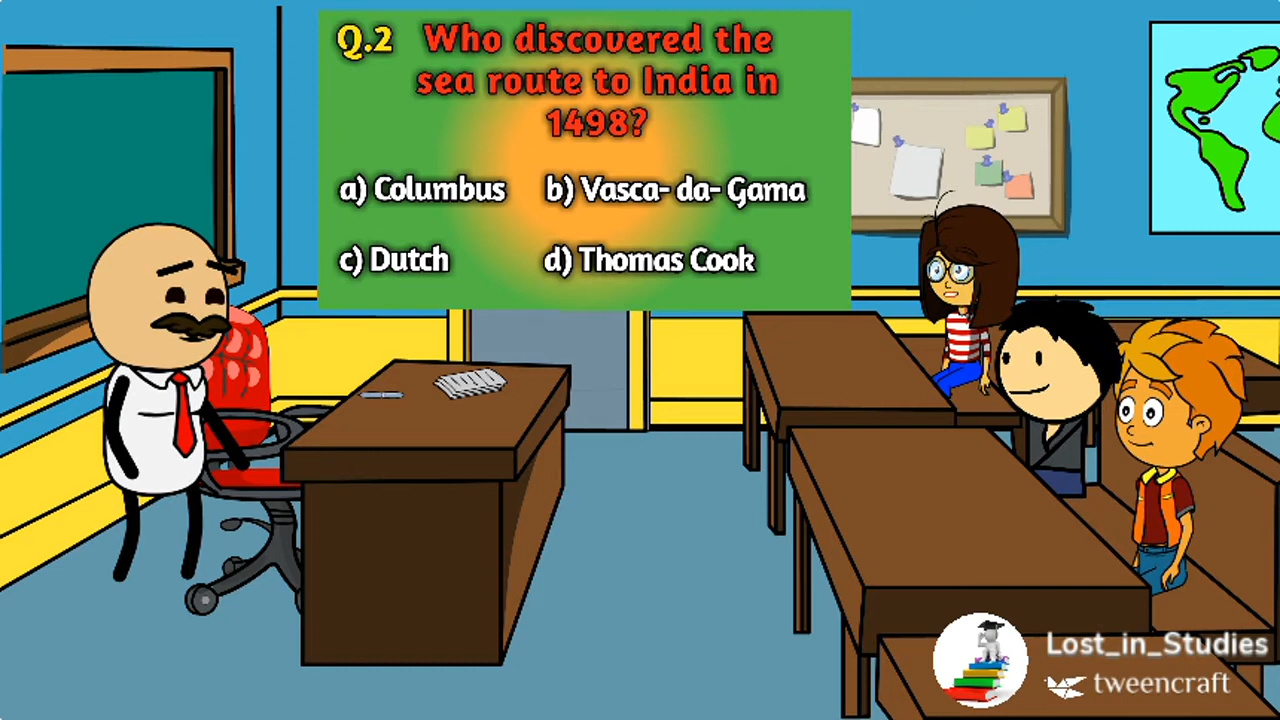 Q.2 Who discovered the
sea route to India in
1498?
a) Columbus b) Vasca- da- Gama
c) Dutch d) Thomas Cook
Lost_in_Studies
tweencraft